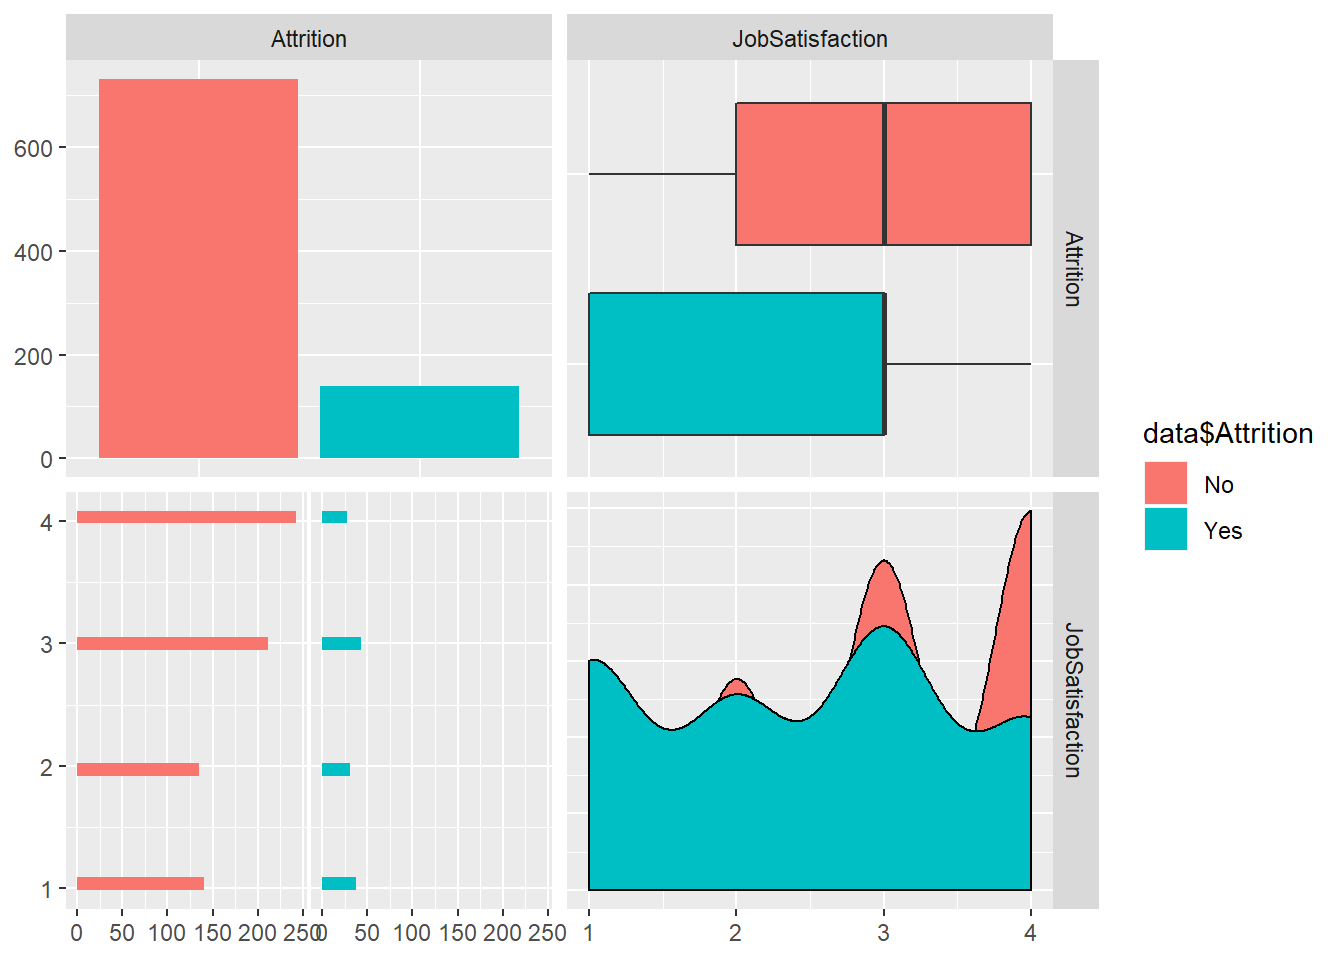 Attrition
JobSatisfaction
600
400
200
0
Attrition
data$Attrition
No
Yes
4
3
2
1
JobSatisfaction
0 50 100 150 200 250 0 50 100 150 200 250
1 2 3 4